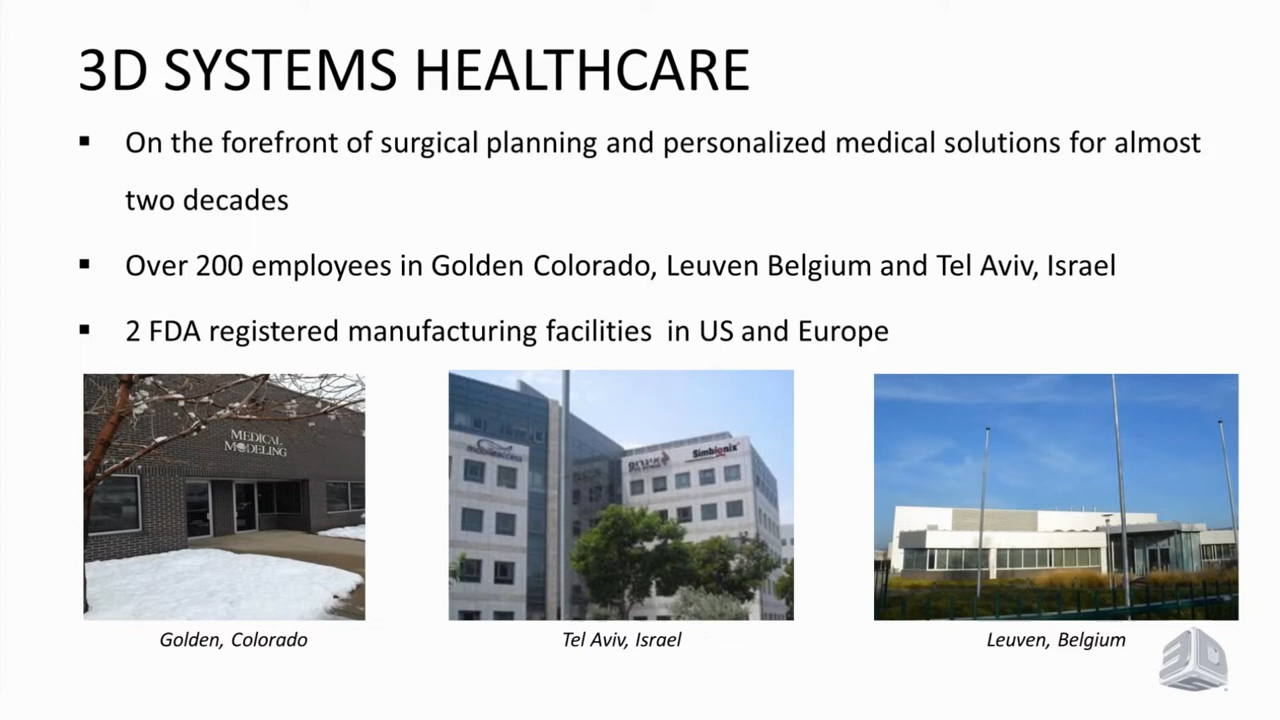 3D SYSTEMS HEALTHCARE
▪ On the forefront of surgical planning and personalized medical solutions for almost
two decades
▪ Over 200 employees in Golden Colorado, Leuven Belgium and Tel Aviv, Israel
▪ 2 FDA registered manufacturing facilities in US and Europe
MEDICAL
MODELING
mobileaccess
Simbionix
Golden, Colorado
Tel Aviv, Israel
Leuven, Belgium
3DS